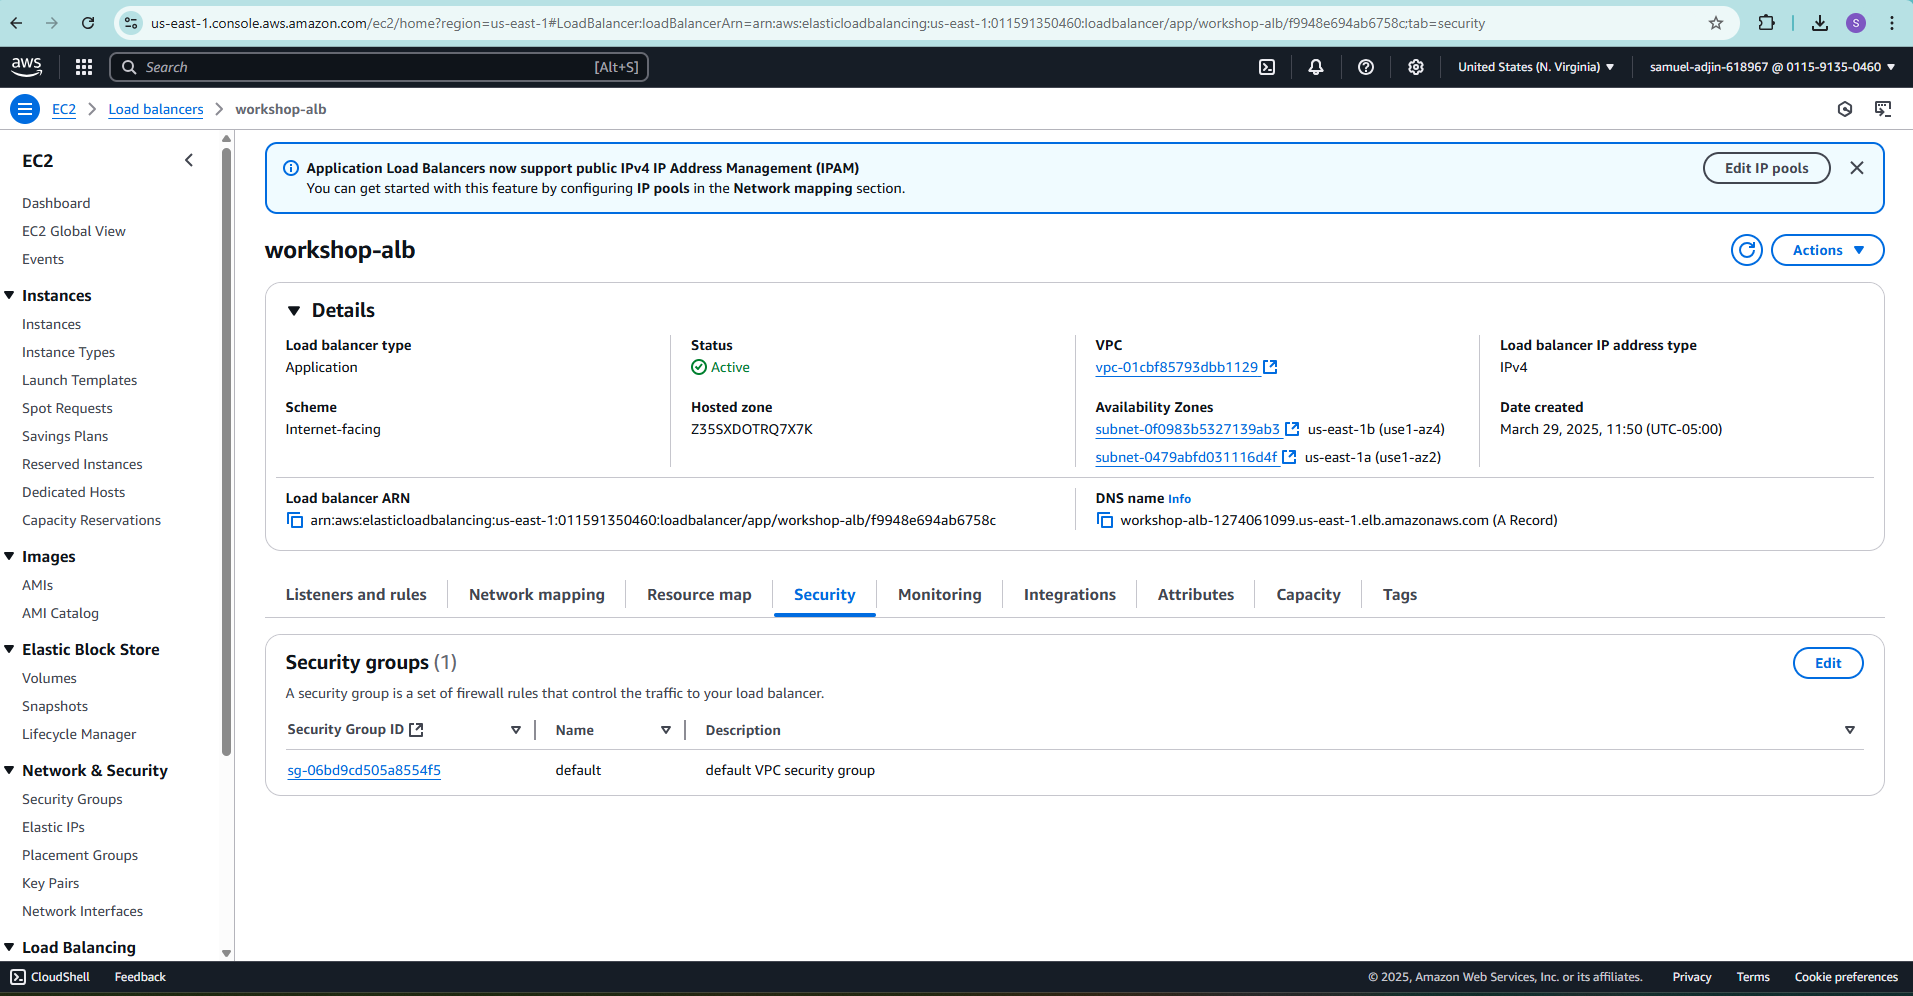 us-east-1.console.aws.amazon.com/ec2/home?region=us-east-1#LoadBalancer:loadBalancerArn=arn:aws:elasticloadbalancing:us-east-1:011591350460:loadbalancer/app/workshop-alb/f9948e694ab6758c;tab=security
S
aws
Search
[Alt+S]
United States (N. Virginia)
samuel-adjin-618967 @ 0115-9135-0460
EC2
Load balancers
workshop-alb
EC2
Dashboard
EC2 Global View
Events
Instances
Instances
Instance Types
Launch Templates
Spot Requests
Savings Plans
Reserved Instances
Dedicated Hosts
Capacity Reservations
Images
AMIs
AMI Catalog
Elastic Block Store
Volumes
Snapshots
Lifecycle Manager
Network & Security
Security Groups
Elastic IPs
Placement Groups
Key Pairs
Network Interfaces
Load Balancing
Application Load Balancers now support public IPv4 IP Address Management (IPAM)
You can get started with this feature by configuring IP pools in the Network mapping section.
Edit IP pools
workshop-alb
Actions
Details
Load balancer type
Application
Status
Active
VPC
vpc-01cbf85793dbb1129
Load balancer IP address type
IPv4
Scheme
Internet-facing
Hosted zone
Z35SXDOTRQ7X7K
Availability Zones
subnet-0f0983b5327139ab3 us-east-1b (use1-az4)
subnet-0479abfd031116d4f us-east-1a (use1-az2)
Date created
March 29, 2025, 11:50 (UTC-05:00)
Load balancer ARN
arn:aws:elasticloadbalancing:us-east-1:011591350460:loadbalancer/app/workshop-alb/f9948e694ab6758c
DNS name Info
workshop-alb-1274061099.us-east-1.elb.amazonaws.com (A Record)
Listeners and rules
Network mapping
Resource map
Security
Monitoring
Integrations
Attributes
Capacity
Tags
Security groups (1)
Edit
A security group is a set of firewall rules that control the traffic to your load balancer.
Security Group ID
Name
Description
sg-06bd9cd505a8554f5
default
default VPC security group
CloudShell
Feedback
© 2025, Amazon Web Services, Inc. or its affiliates.
Privacy
Terms
Cookie preferences